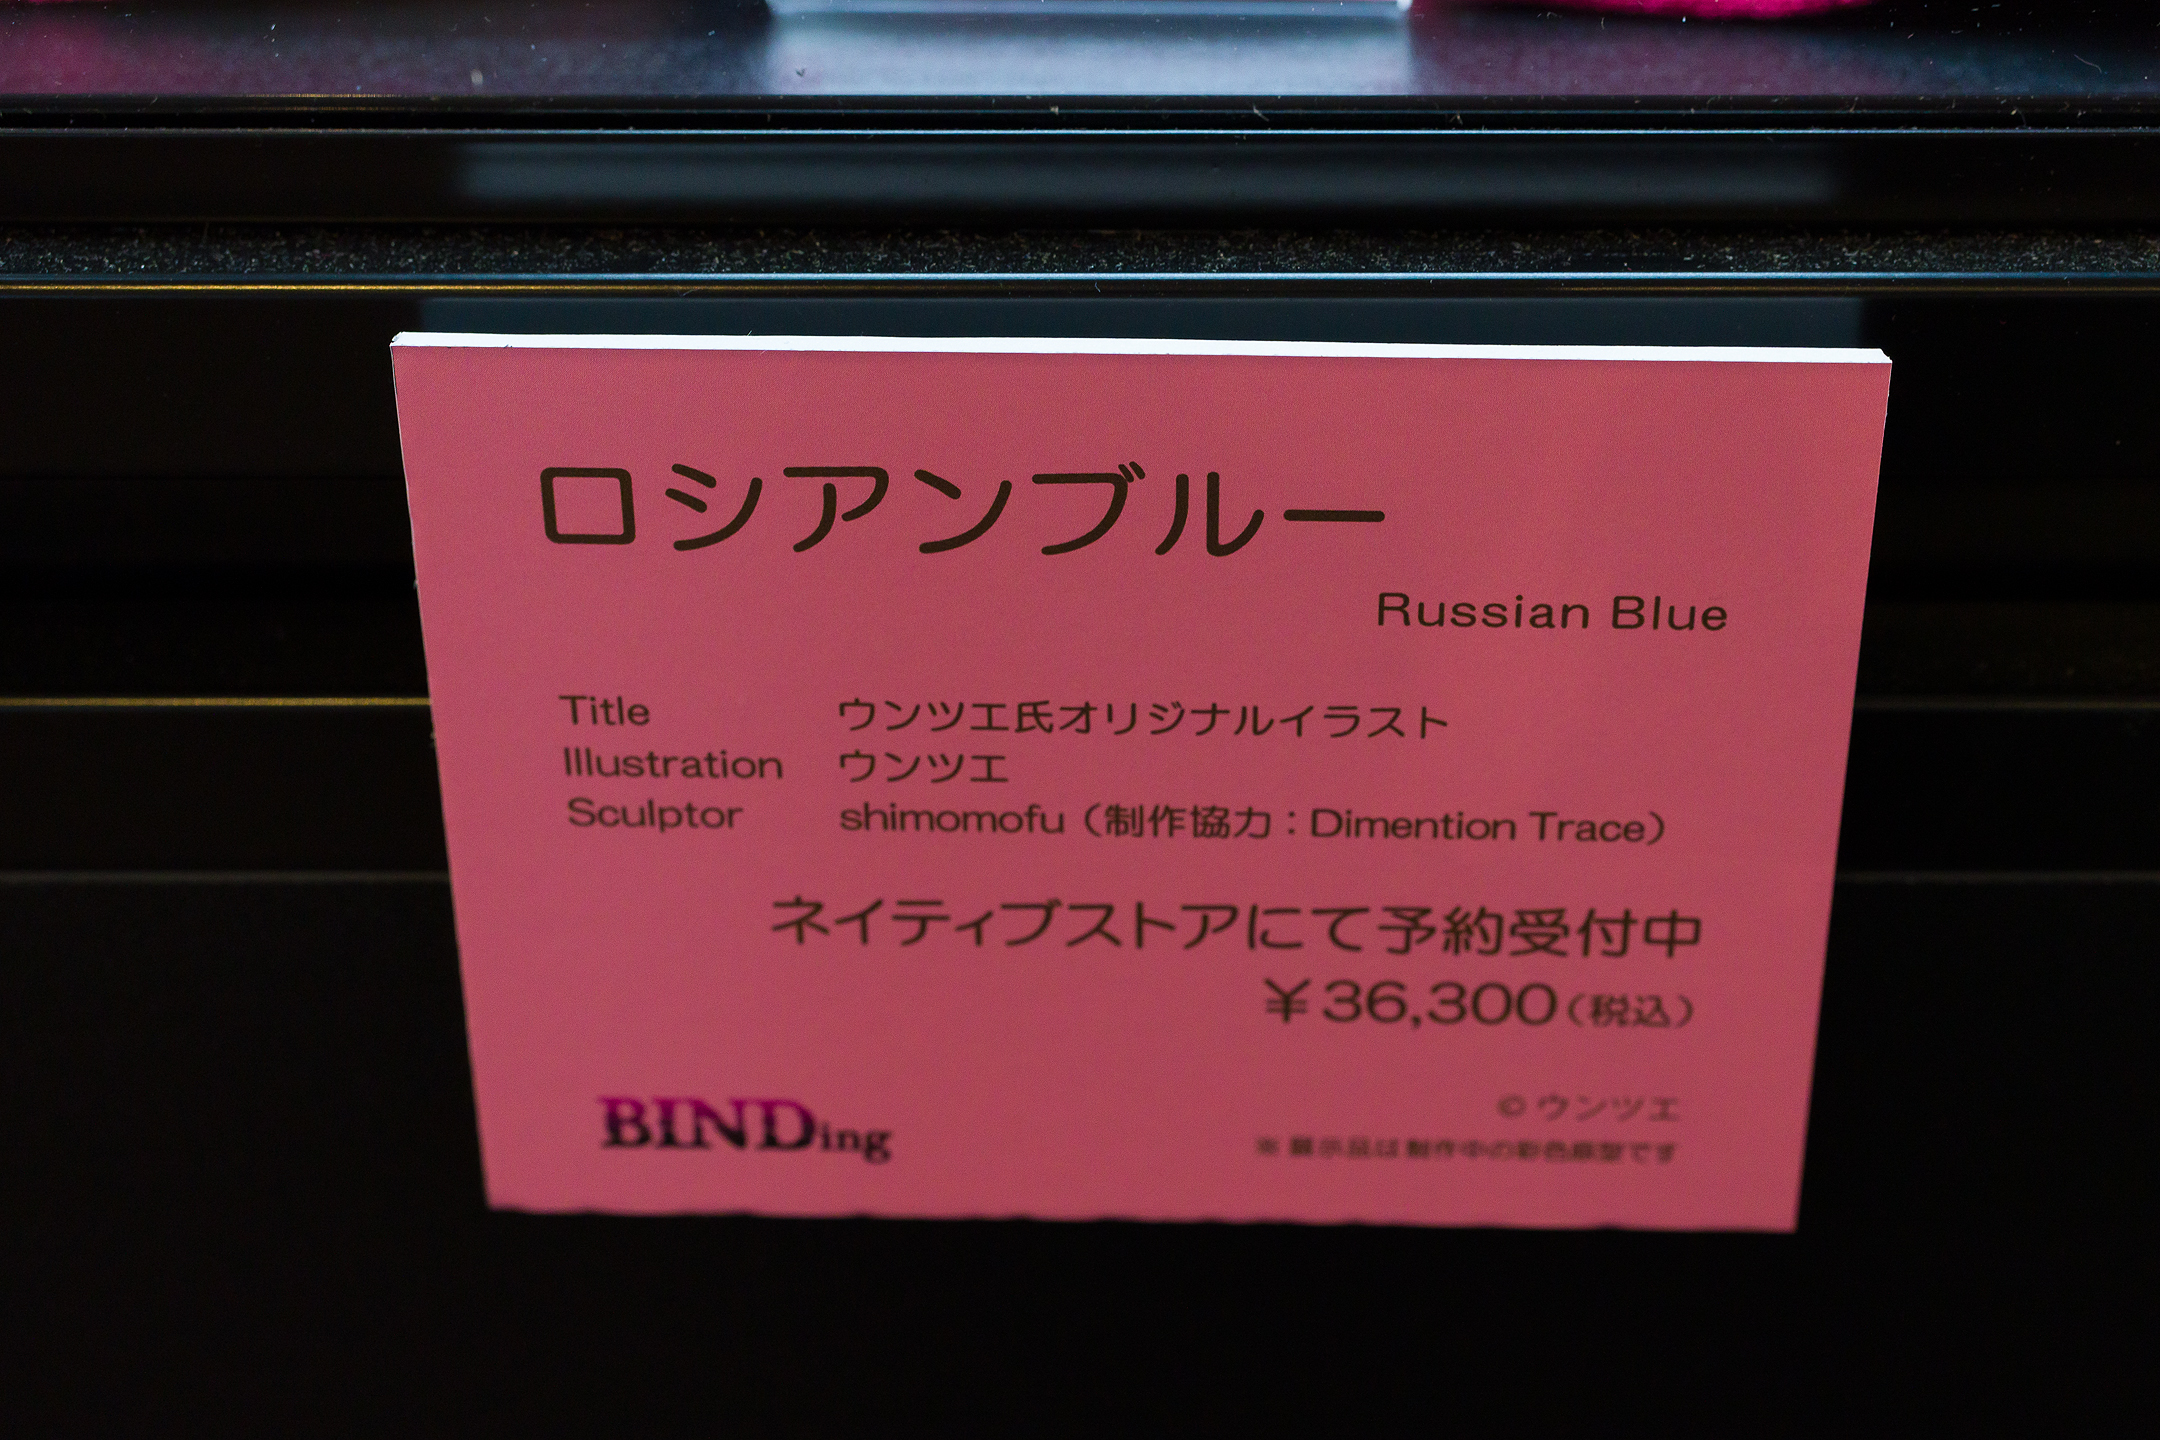 ロシアンブルー
Russian Blue
Title ウンツエ氏オリジナルイラスト
Illustration ウンツエ
Sculptor shimomofu（制作協力：Dimention Trace）
ネイティブストアにて予約受付中
￥36,300（税込）
BINDing
© ウンツエ
※ 展示品は制作中の彩色原型です